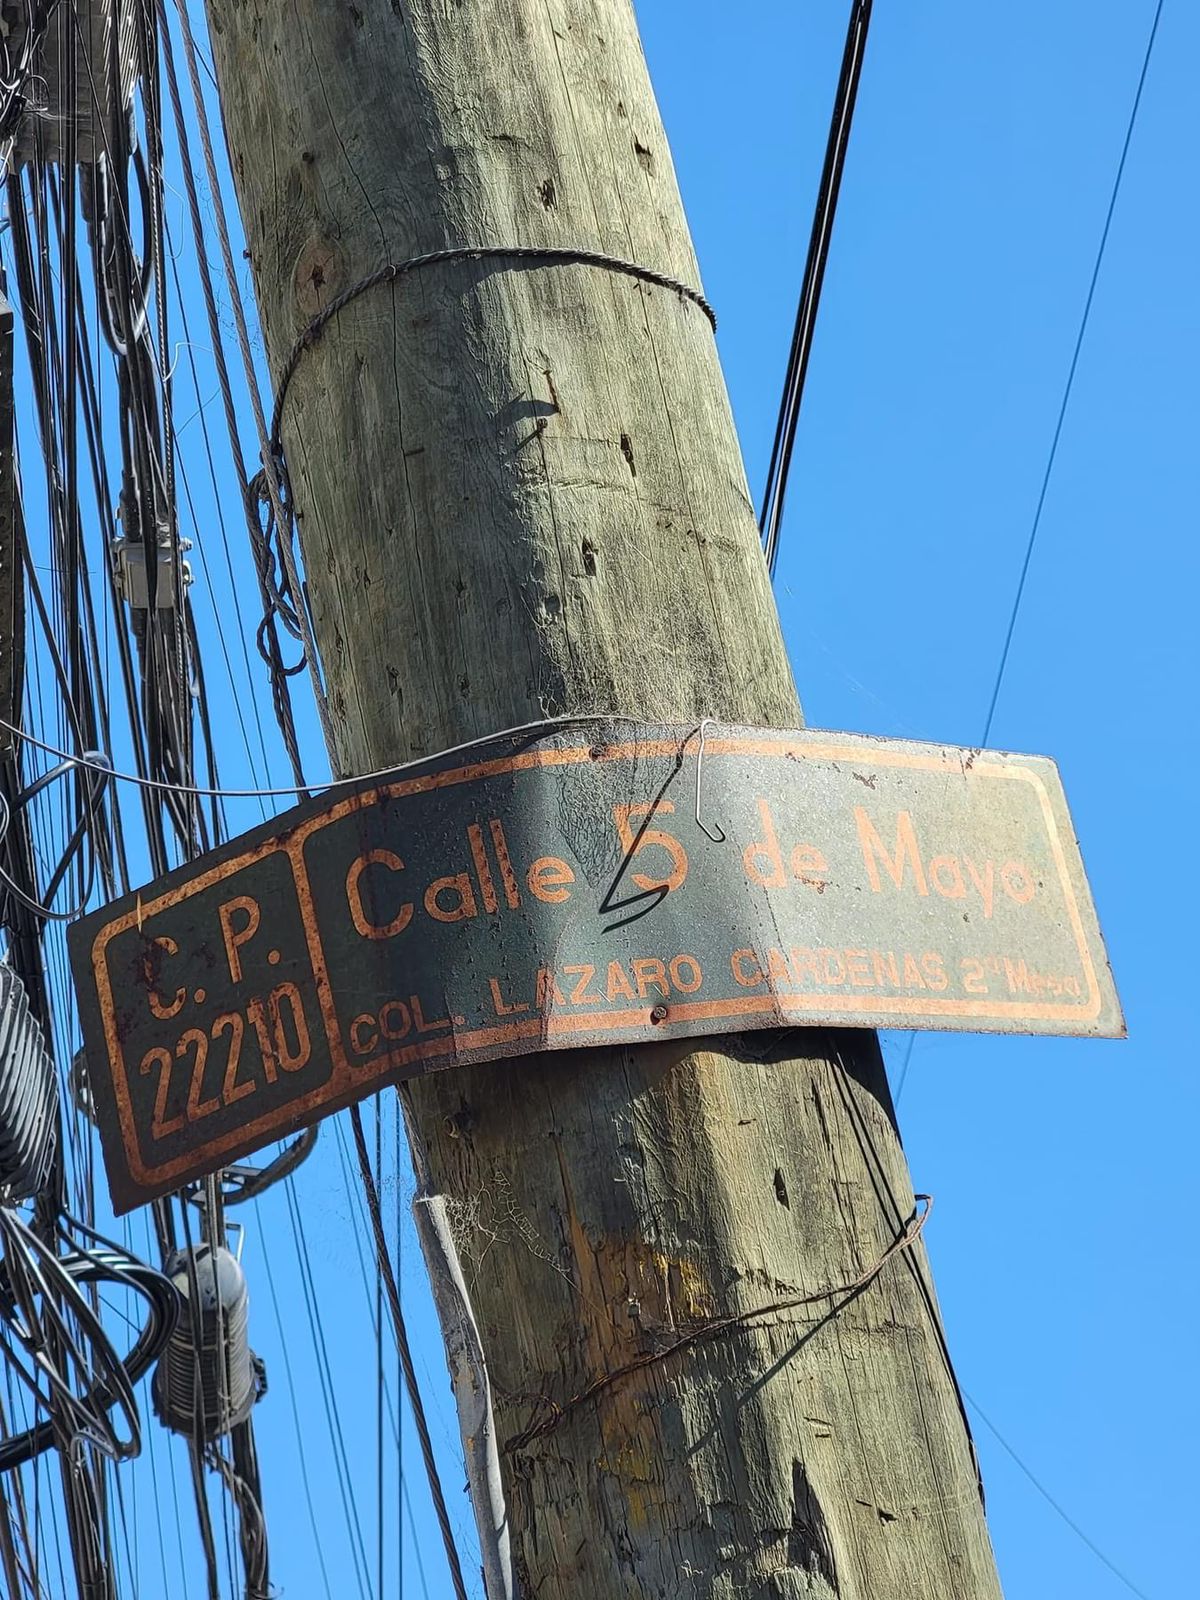 C. P.
22210
Calle 5 de Mayo
COL. LAZARO CARDENAS 2ª Mesa